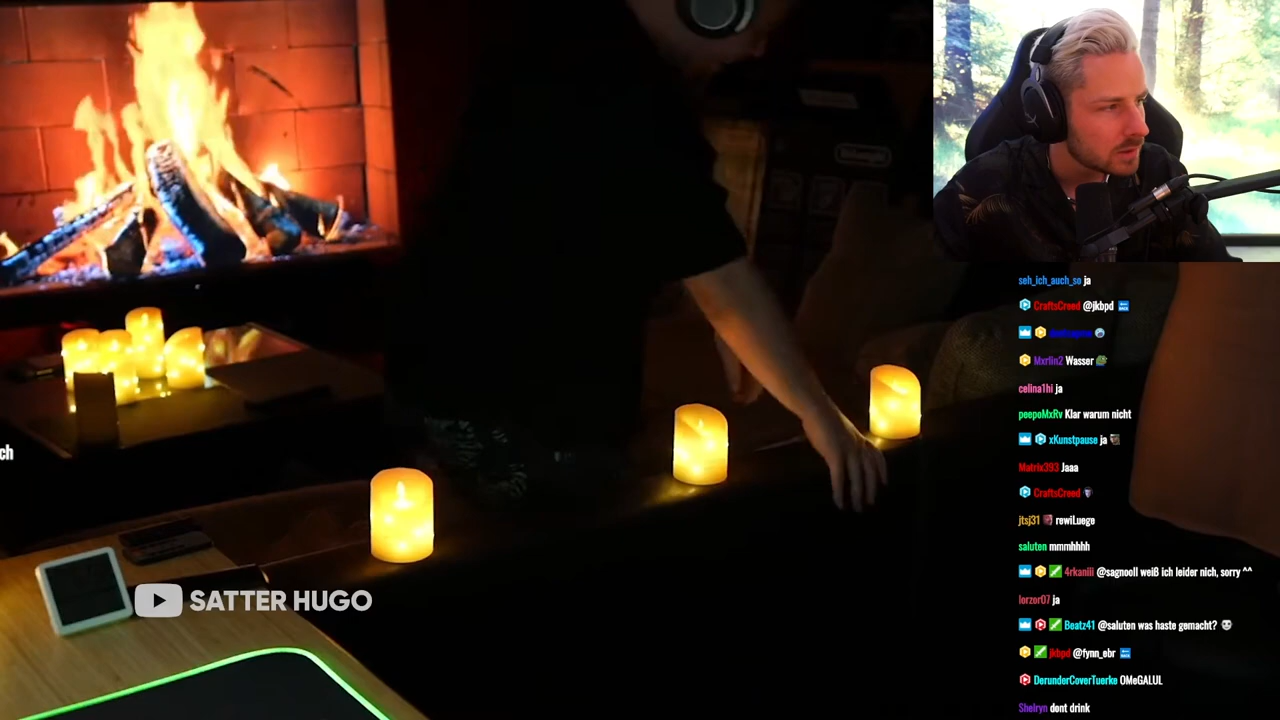 ch
SATTER HUGO
seh_ich_auch_so ja
CraftsCreed @jkbpd
Mxrlin2 Wasser
celina1hi ja
peepoMxRv Klar warum nicht
xKunstpause ja
Matrix393 Jaaa
CraftsCreed
jtsj31 rewiLuege
saluten mmmhhhh
4rkaniii @sagnooll weiß ich leider nich, sorry ^^
lorzor07 ja
Beatz41 @saluten was haste gemacht?
jkbpd @fynn_ebr
DerunderCoverTuerke OMeGALUL
Shelryn dont drink